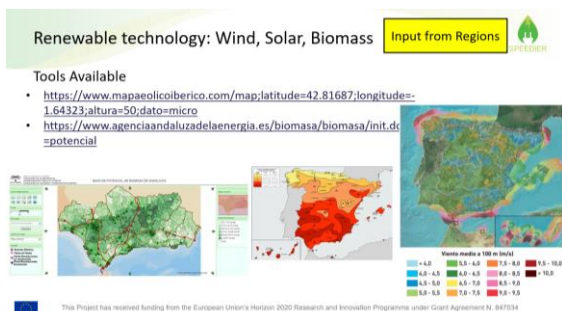 Renewable technology: Wind, Solar, Biomass
Input from Regions
SPEEDIER
Tools Available
• https://www.mapaeolicoiberico.com/map;latitude=42.81687;longitude=-
1.64323;altura=50;dato=micro
• https://www.agenciaandaluzadelaenergia.es/biomasa/biomasa/init.do
=potencial
Viento medio a 100 m (m/s)
< 4,0
5,5 - 6,0
7,5 - 8,0
9,5 - 10,0
4,0 - 4,5
6,0 - 6,5
8,0 - 8,5
> 10,0
4,5 - 5,0
6,5 - 7,0
8,5 - 9,0
5,0 - 5,5
7,0 - 7,5
9,0 - 9,5
This Project has received funding from the European Union's Horizon 2020 Research and Innovation Programme under Grant Agreement N. 847034